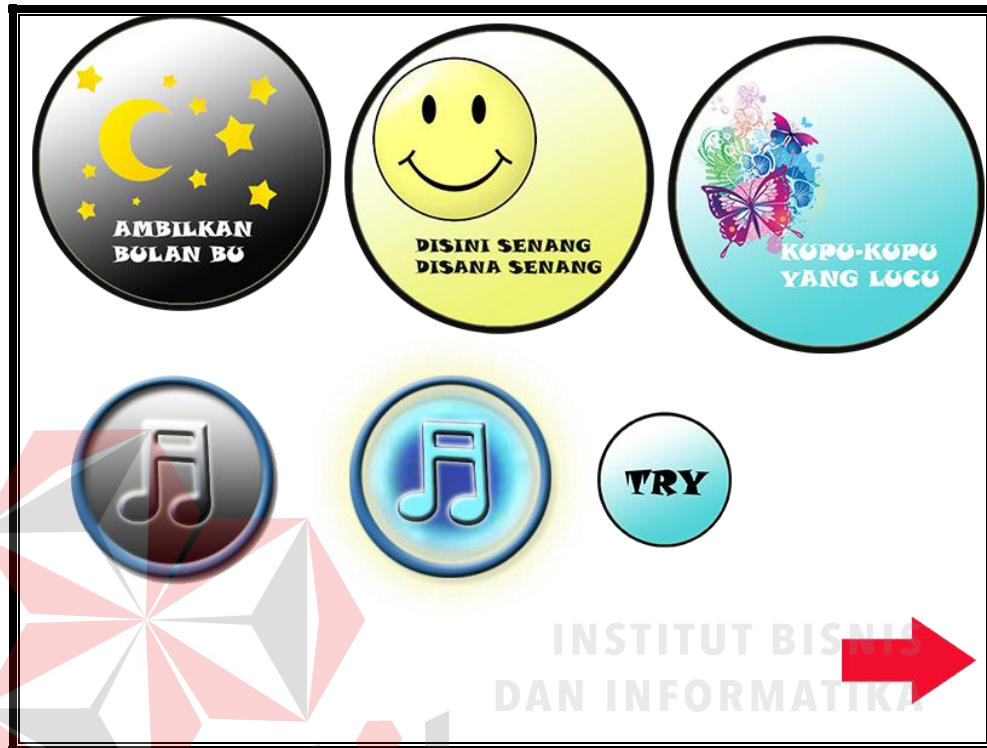 AMBILKAN
BULAN BU
DISINI SENANG
DISANA SENANG
KUPU-KUPU
YANG LUCU
TRY
INSTITUT BISNIS
DAN INFORMATIKA